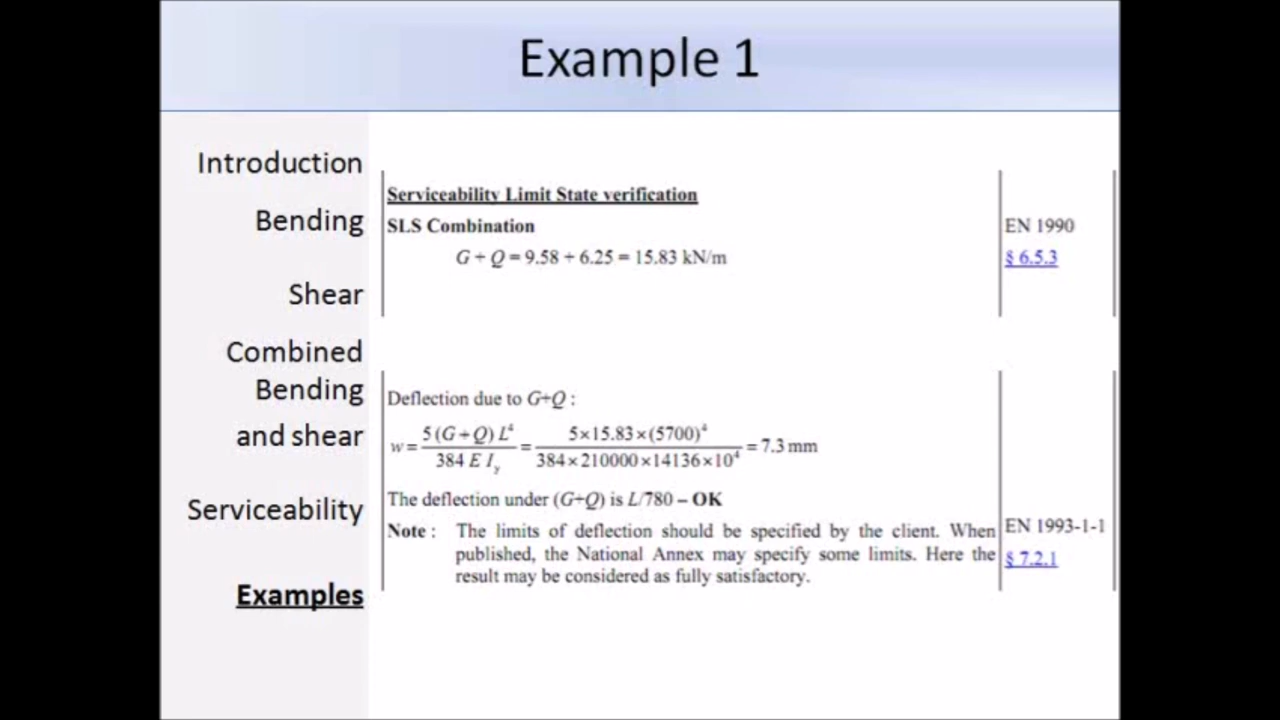 Example 1
Introduction
Bending
Shear
Combined
Bending
and shear
Serviceability
Examples
Serviceability Limit State verification
SLS Combination
G + Q = 9.58 + 6.25 = 15.83 kN/m
EN 1990
§ 6.5.3
Deflection due to G+Q :
w = 5 (G + Q) L⁴ / 384 E I_y = 5×15.83×(5700)⁴ / 384×210000×14136×10⁴ = 7.3 mm
The deflection under (G+Q) is L/780 – OK
Note : The limits of deflection should be specified by the client. When
published, the National Annex may specify some limits. Here the
result may be considered as fully satisfactory.
EN 1993-1-1
§ 7.2.1